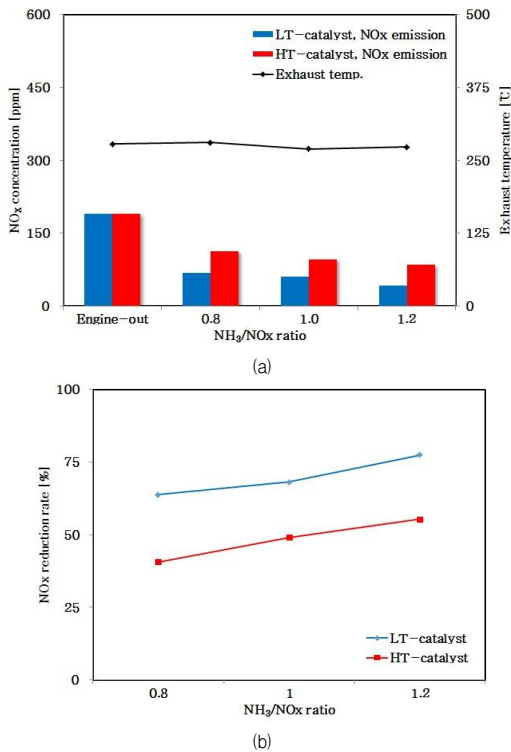 600
500
LT-catalyst, NOx emission
HT-catalyst, NOx emission
Exhaust temp.
450
375
NOx concentration [ppm]
Exhaust temperature [℃]
300
250
150
125
0
0
Engine-out
0.8
1.0
1.2
NH3/NOx ratio
(a)
100
75
NOx reduction rate [%]
50
25
LT-catalyst
HT-catalyst
0
0.8
1
1.2
NH3/NOx ratio
(b)